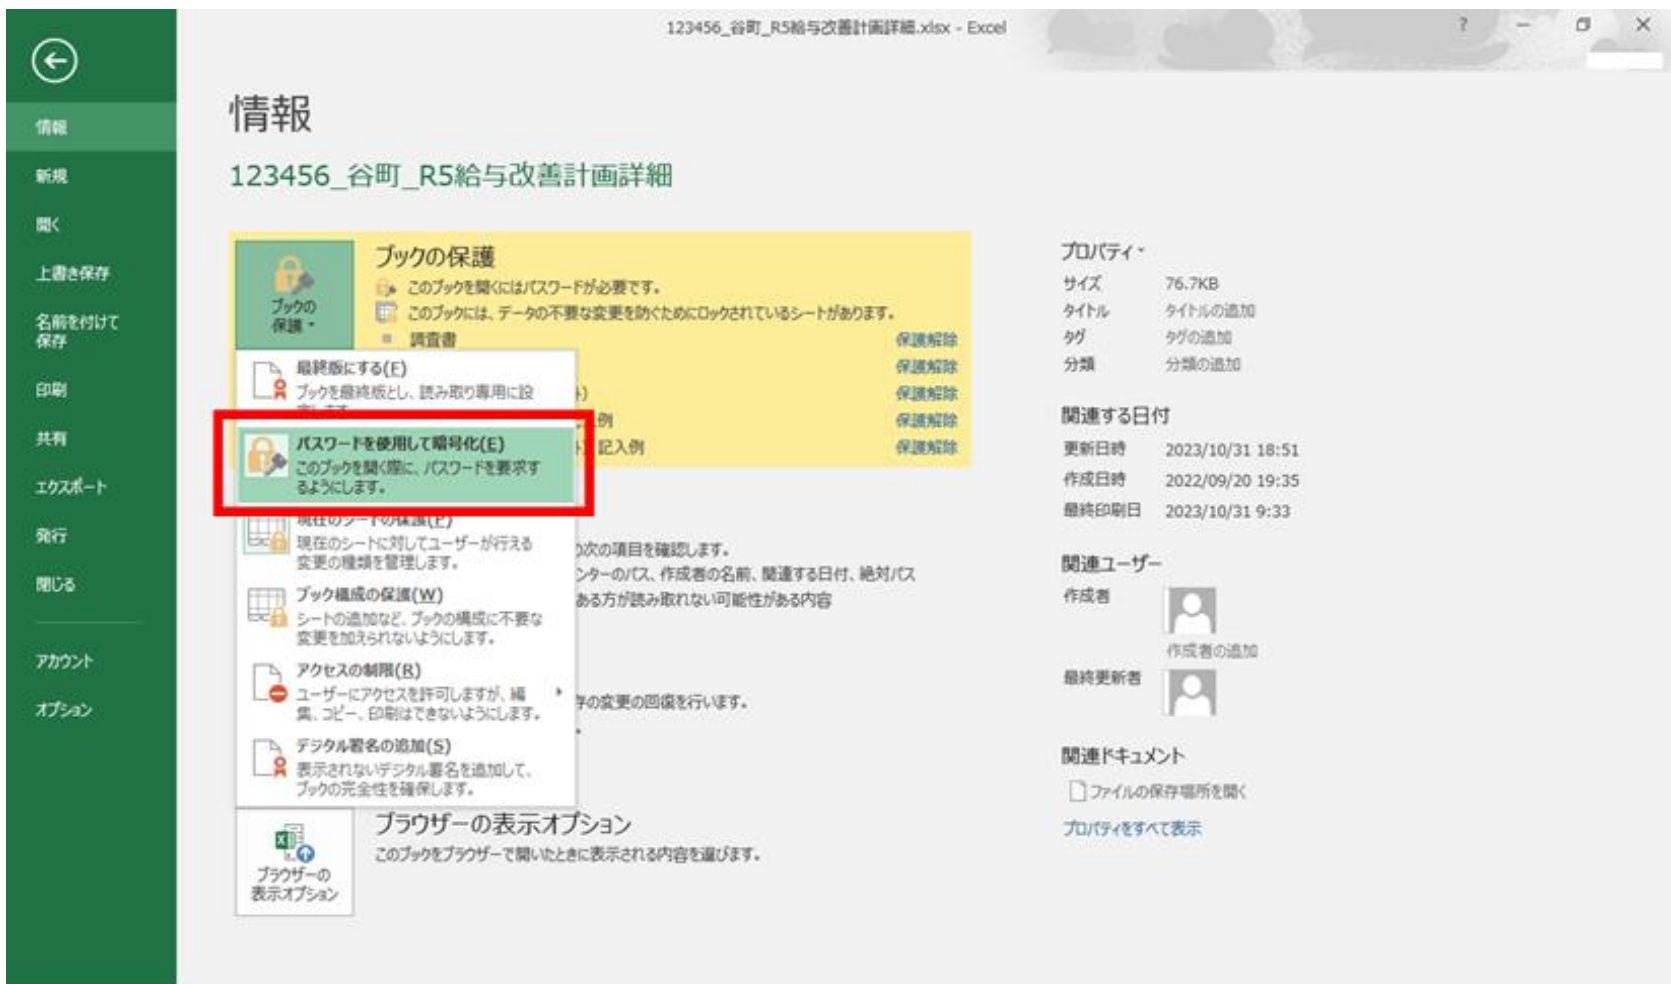 123456_谷町_R5給与改善計画詳細.xlsx - Excel
?
情報
新規
開く
上書き保存
名前を付けて
保存
印刷
共有
エクスポート
発行
閉じる
アカウント
オプション
情報
123456_谷町_R5給与改善計画詳細
ブックの
保護
ブックの保護
このブックを開くにはパスワードが必要です。
このブックには、データの不要な変更を防ぐためにロックされているシートがあります。
調査書 保護解除
保護解除
保護解除
例 保護解除
記入例 保護解除
最終版にする(F)
ブックを最終版とし、読み取り専用に設
パスワードを使用して暗号化(E)
このブックを開く際に、パスワードを要求す
るようにします。
現在のシートの保護(P)
現在のシートに対してユーザーが行える
変更の種類を管理します。
ブック構成の保護(W)
シートの追加など、ブックの構成に不要な
変更を加えられないようにします。
アクセスの制限(R)
ユーザーにアクセスを許可しますが、編
集、コピー、印刷はできないようにします。
デジタル署名の追加(S)
表示されないデジタル署名を追加して、
ブックの完全性を確保します。
の次の項目を確認します。
ンターのパス、作成者の名前、関連する日付、絶対パス
ある方が読み取れない可能性がある内容
存の変更の回復を行います。
ブラウザーの
表示オプション
ブラウザーの表示オプション
このブックをブラウザーで開いたときに表示される内容を選びます。
プロパティ
サイズ 76.7KB
タイトル タイトルの追加
タグ タグの追加
分類 分類の追加
関連する日付
更新日時 2023/10/31 18:51
作成日時 2022/09/20 19:35
最終印刷日 2023/10/31 9:33
関連ユーザー
作成者
作成者の追加
最終更新者
関連ドキュメント
ファイルの保存場所を開く
プロパティをすべて表示